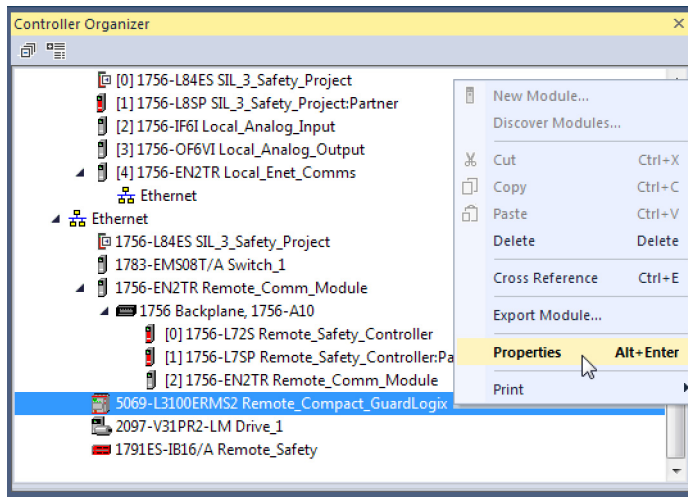 Controller Organizer
[0] 1756-L84ES SIL_3_Safety_Project
[1] 1756-L8SP SIL_3_Safety_Project:Partner
[2] 1756-IF6I Local_Analog_Input
[3] 1756-OF6VI Local_Analog_Output
[4] 1756-EN2TR Local_Enet_Comms
Ethernet
Ethernet
1756-L84ES SIL_3_Safety_Project
1783-EMS08T/A Switch_1
1756-EN2TR Remote_Comm_Module
1756 Backplane, 1756-A10
[0] 1756-L72S Remote_Safety_Controller
[1] 1756-L7SP Remote_Safety_Controller:Pa
[2] 1756-EN2TR Remote_Comm_Module
5069-L3100ERMS2 Remote_Compact_GuardLogix
2097-V31PR2-LM Drive_1
1791ES-IB16/A Remote_Safety
New Module...
Discover Modules...
Cut Ctrl+X
Copy Ctrl+C
Paste Ctrl+V
Delete Delete
Cross Reference Ctrl+E
Export Module...
Properties Alt+Enter
Print